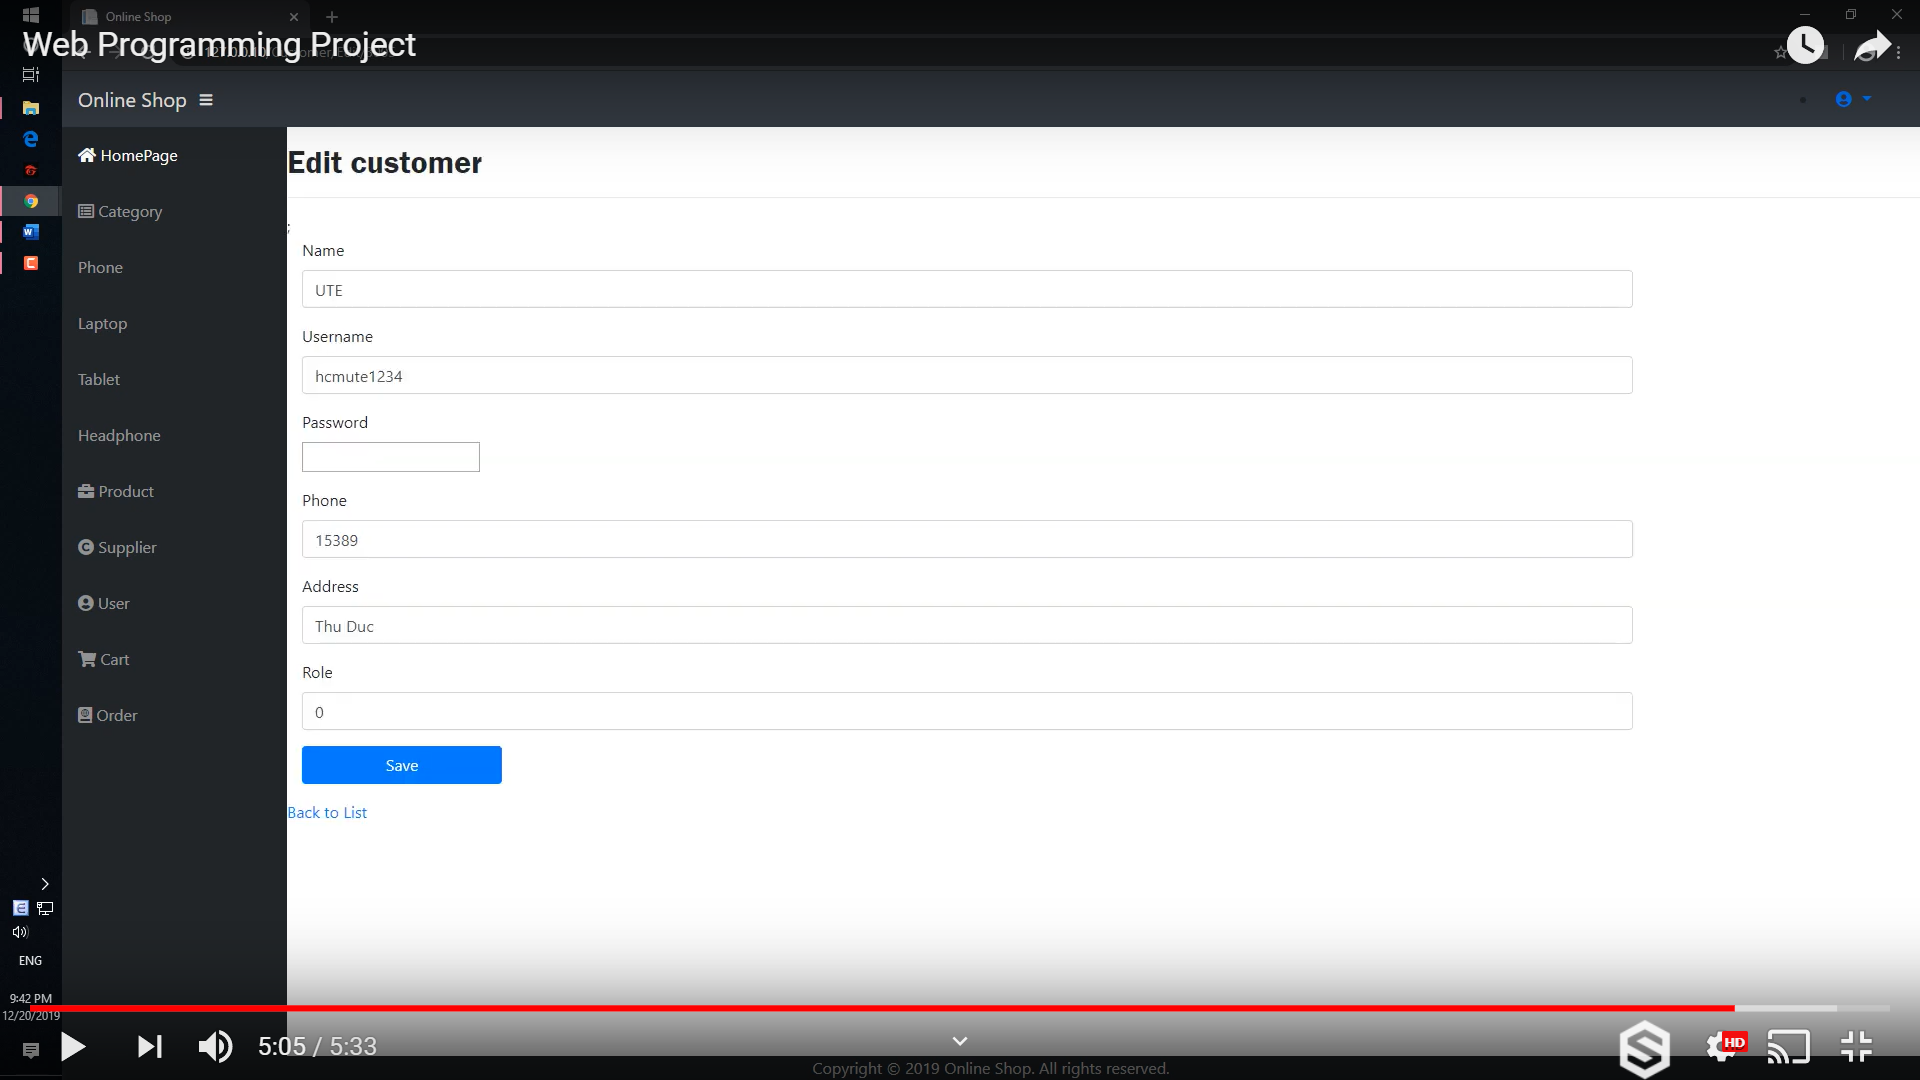 Online Shop
Web Programming Project
Online Shop
HomePage
Category
Phone
Laptop
Tablet
Headphone
Product
Supplier
User
Cart
Order
Edit customer
;
Name
UTE
Username
hcmute1234
Password
Phone
15389
Address
Thu Duc
Role
0
Save
Back to List
ENG
9:42 PM
12/20/2019
5:05 / 5:33
HD
Copyright © 2019 Online Shop. All rights reserved.